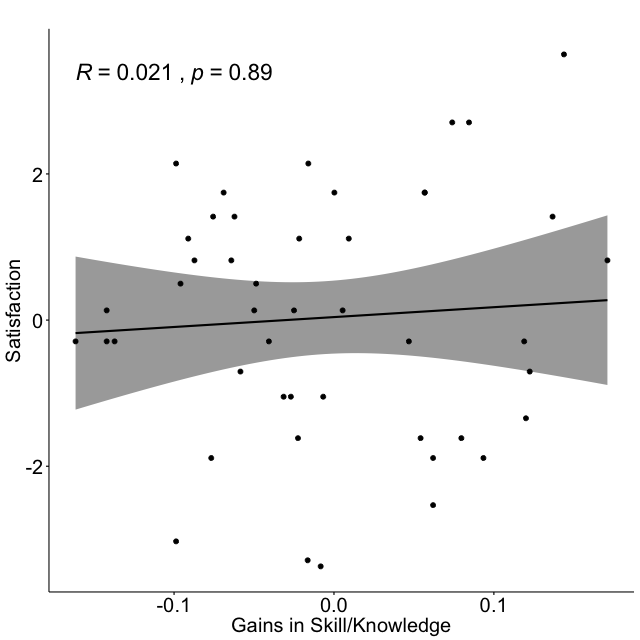 R = 0.021 , p = 0.89
2
0
-2
Satisfaction
-0.1 0.0 0.1
Gains in Skill/Knowledge